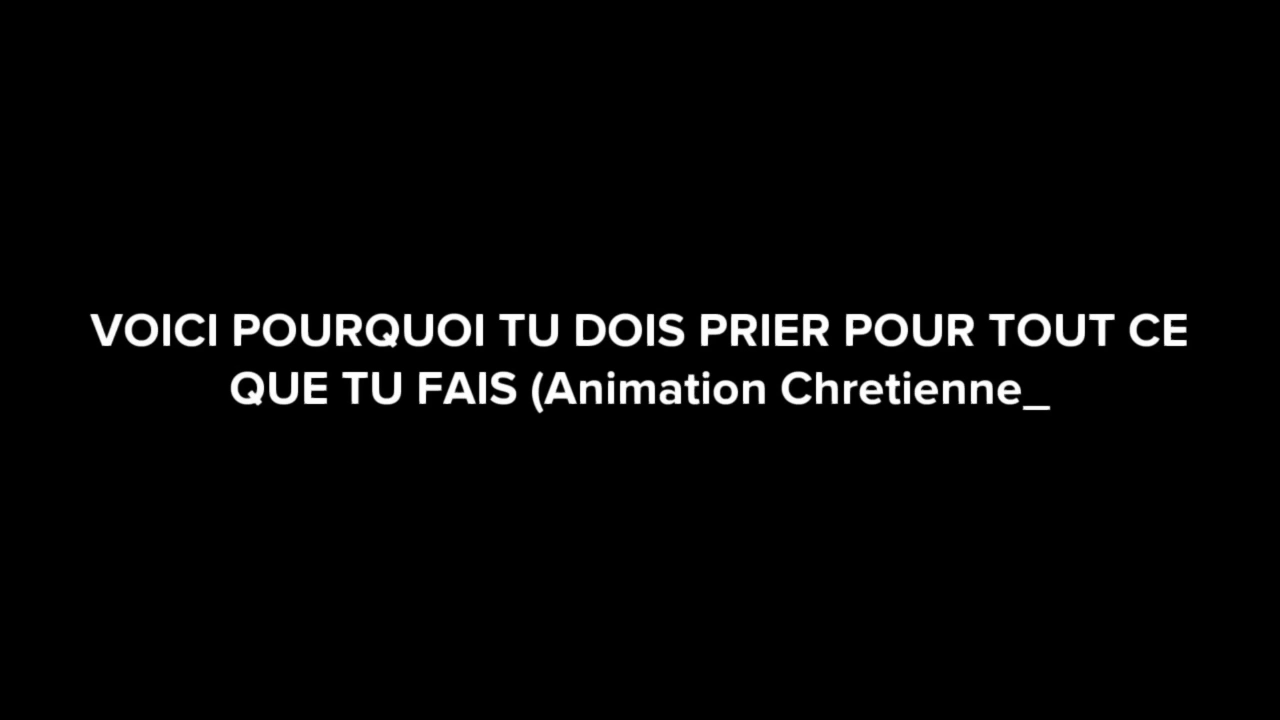 VOICI POURQUOI TU DOIS PRIER POUR TOUT CE
QUE TU FAIS (Animation Chretienne_